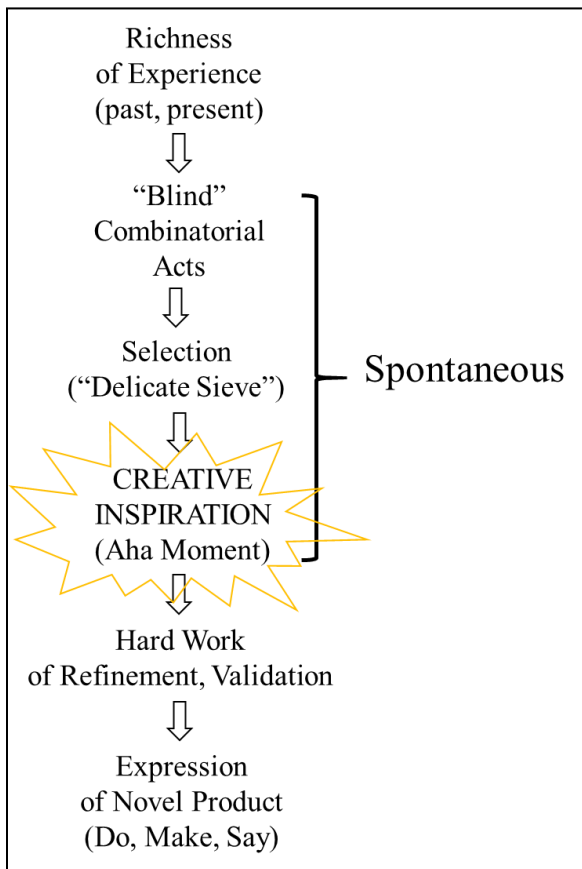 Richness
of Experience
(past, present)
“Blind”
Combinatorial
Acts
Selection
(“Delicate Sieve”)
Spontaneous
CREATIVE
INSPIRATION
(Aha Moment)
Hard Work
of Refinement, Validation
Expression
of Novel Product
(Do, Make, Say)